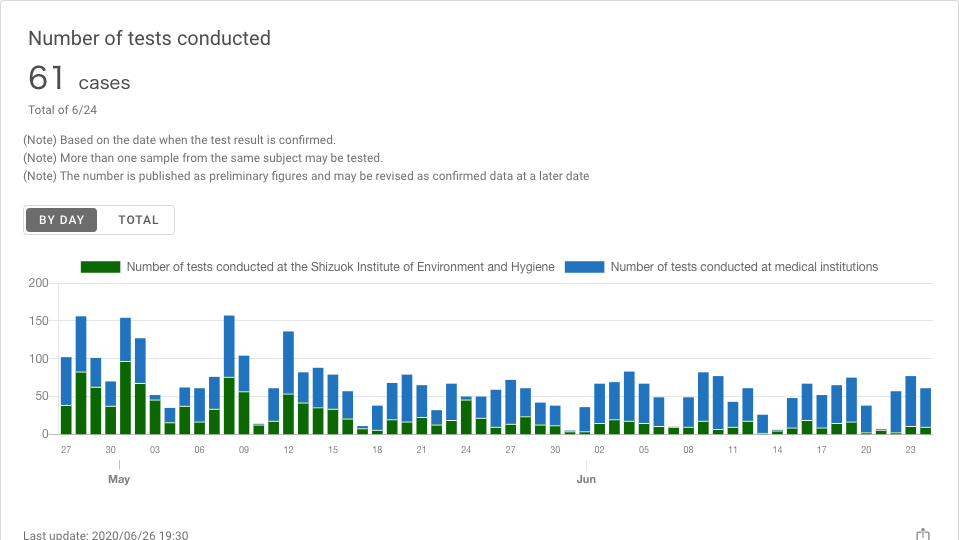 Number of tests conducted
61 cases
Total of 6/24
(Note) Based on the date when the test result is confirmed.
(Note) More than one sample from the same subject may be tested.
(Note) The number is published as preliminary figures and may be revised as confirmed data at a later date
BY DAY TOTAL
Number of tests conducted at the Shizuok Institute of Environment and Hygiene Number of tests conducted at medical institutions
200
150
100
50
0
27 30 03 06 09 12 15 18 21 24 27 30 02 05 08 11 14 17 20 23
May Jun
Last update: 2020/06/26 19:30